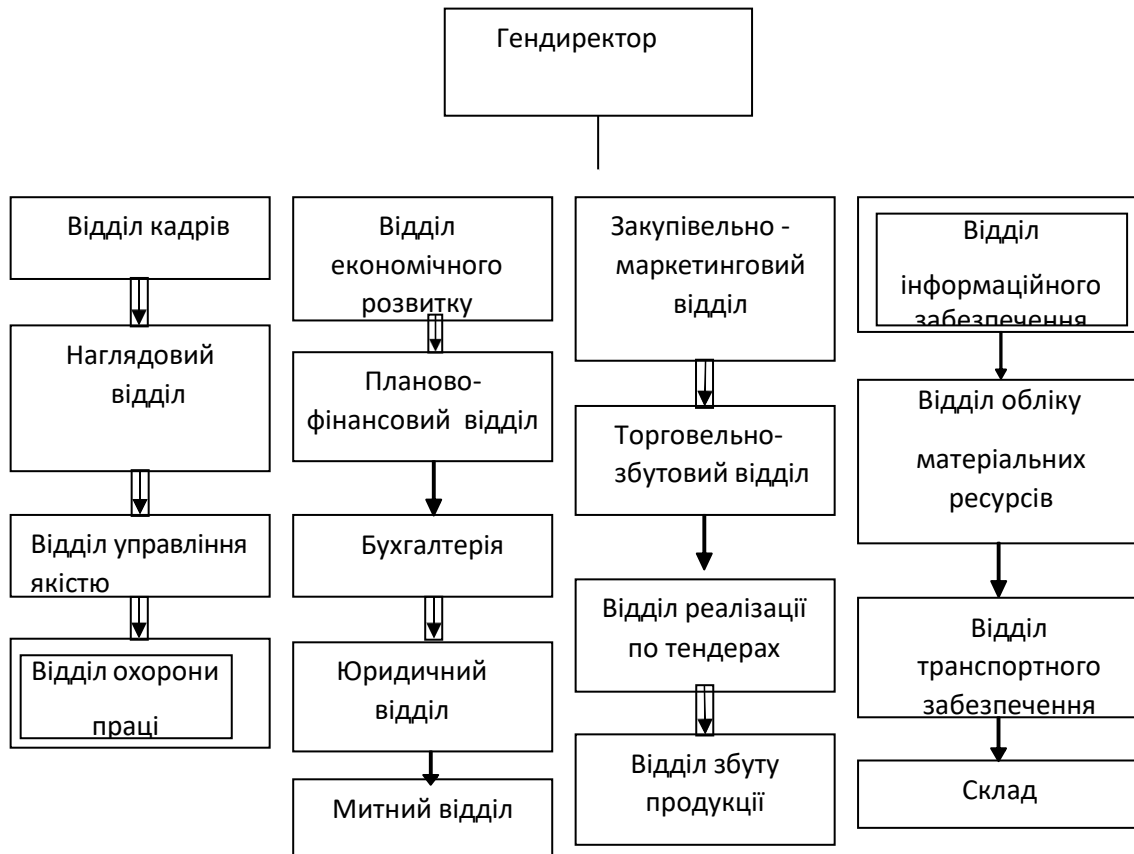 Гендиректор
Відділ кадрів
Наглядовий
відділ
Відділ управління
якістю
Відділ охорони
праці
Відділ
економічного
розвитку
Планово-
фінансовий відділ
Бухгалтерія
Юридичний
відділ
Митний відділ
Закупівельно -
маркетинговий
відділ
Торговельно-
збутовий відділ
Відділ реалізації
по тендерах
Відділ збуту
продукції
Відділ
інформаційного
забезпечення
Відділ обліку
матеріальних
ресурсів
Відділ
транспортного
забезпечення
Склад